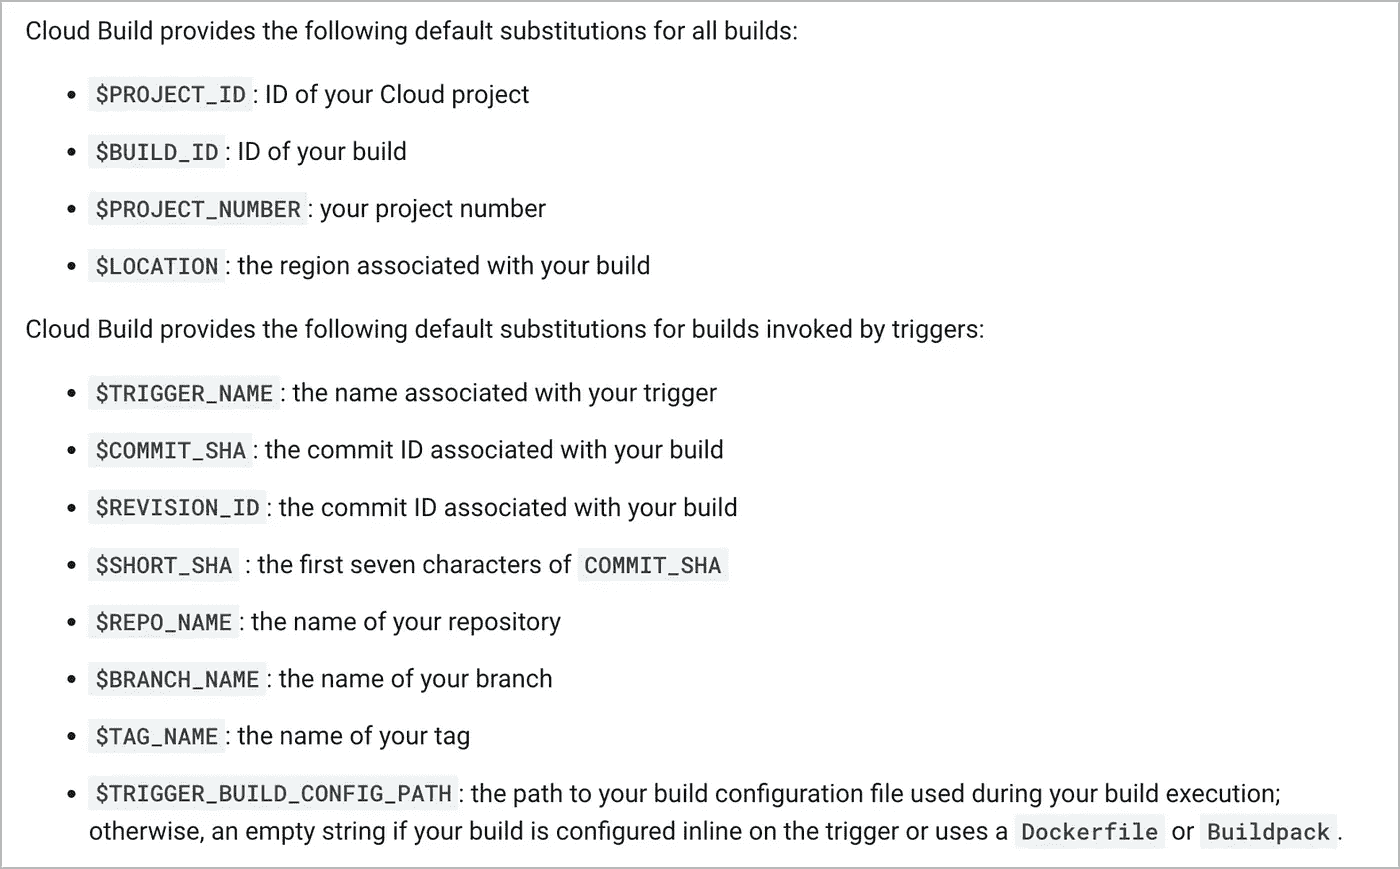 Cloud Build provides the following default substitutions for all builds:
• $PROJECT_ID : ID of your Cloud project
• $BUILD_ID : ID of your build
• $PROJECT_NUMBER : your project number
• $LOCATION : the region associated with your build
Cloud Build provides the following default substitutions for builds invoked by triggers:
• $TRIGGER_NAME : the name associated with your trigger
• $COMMIT_SHA : the commit ID associated with your build
• $REVISION_ID : the commit ID associated with your build
• $SHORT_SHA : the first seven characters of COMMIT_SHA
• $REPO_NAME : the name of your repository
• $BRANCH_NAME : the name of your branch
• $TAG_NAME : the name of your tag
• $TRIGGER_BUILD_CONFIG_PATH : the path to your build configuration file used during your build execution;
otherwise, an empty string if your build is configured inline on the trigger or uses a Dockerfile or Buildpack .